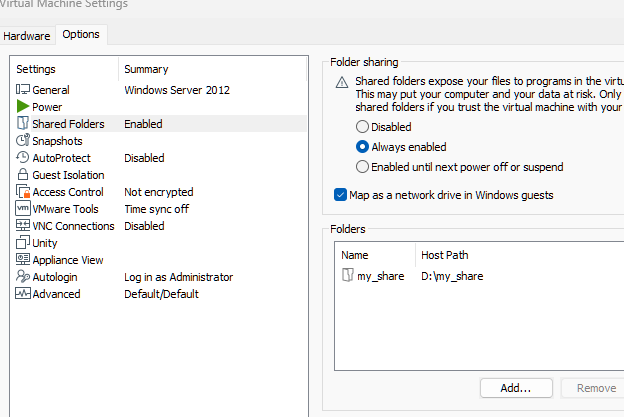 Virtual Machine Settings
Hardware Options
Settings Summary
General Windows Server 2012
Power
Shared Folders Enabled
Snapshots
AutoProtect Disabled
Guest Isolation
Access Control Not encrypted
vm VMware Tools Time sync off
VNC Connections Disabled
Unity
Appliance View
Autologin Log in as Administrator
Advanced Default/Default
Folder sharing
Shared folders expose your files to programs in the
This may put your computer and your data at risk. Only
shared folders if you trust the virtual machine with your
Disabled
Always enabled
Enabled until next power off or suspend
Map as a network drive in Windows guests
Folders
Name Host Path
my_share D:\my_share
Add... Remove